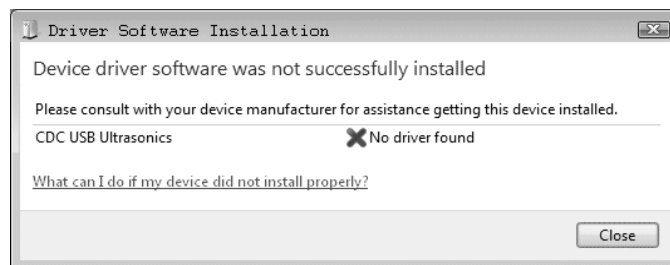 Driver Software Installation
Device driver software was not successfully installed
Please consult with your device manufacturer for assistance getting this device installed.
CDC USB Ultrasonics No driver found
What can I do if my device did not install properly?
Close